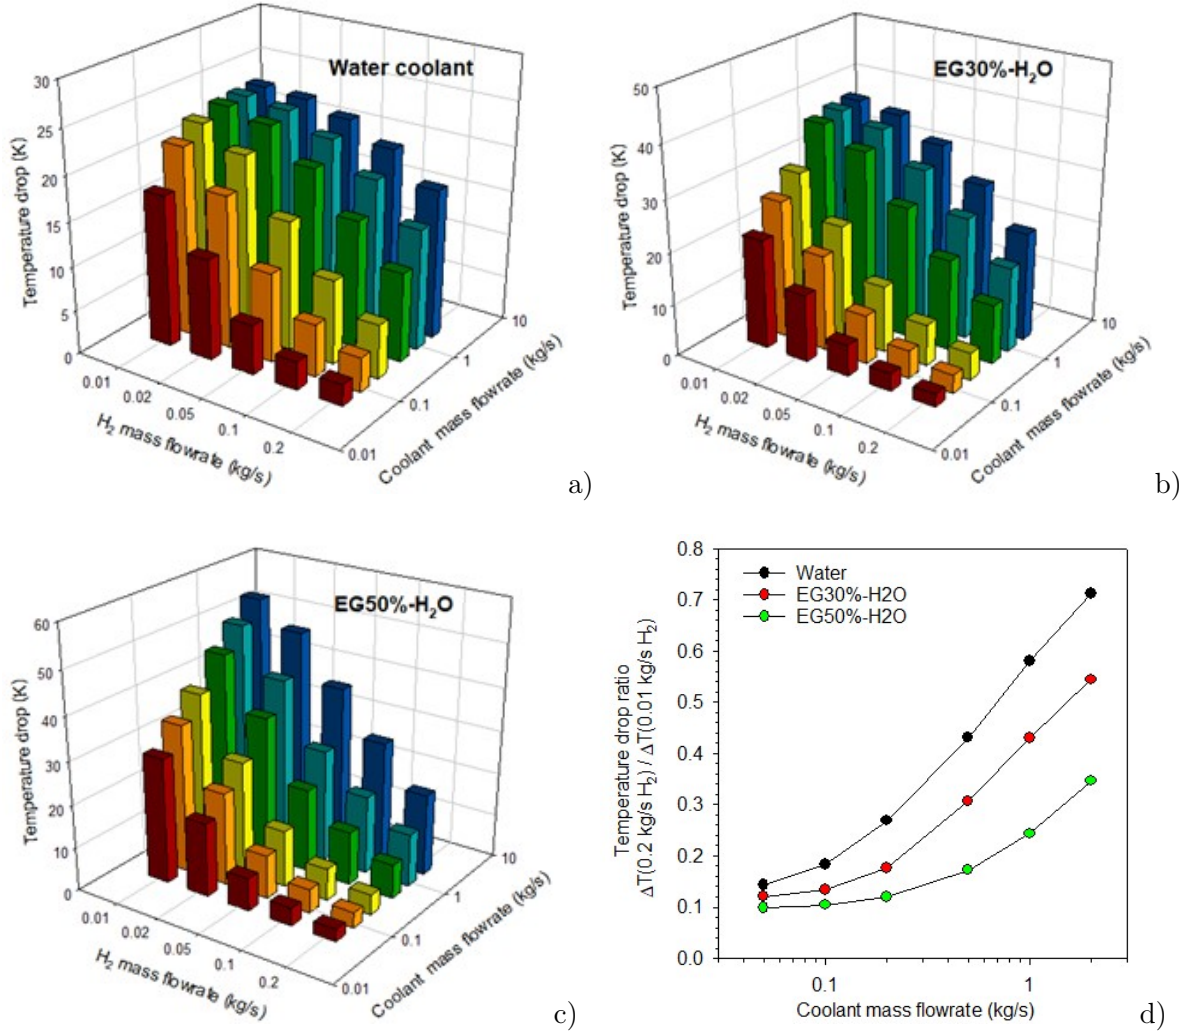 Water coolant
Temperature drop (K)
30
25
20
15
10
5
0
0.01
0.02
0.05
0.1
0.2
H₂ mass flowrate (kg/s)
0.01
0.1
1
10
Coolant mass flowrate (kg/s)
a)
EG30%-H₂O
Temperature drop (K)
50
40
30
20
10
0
0.01
0.02
0.05
0.1
0.2
H₂ mass flowrate (kg/s)
0.01
0.1
1
10
Coolant mass flowrate (kg/s)
b)
EG50%-H₂O
Temperature drop (K)
60
50
40
30
20
10
0
0.01
0.02
0.05
0.1
0.2
H₂ mass flowrate (kg/s)
0.01
0.1
1
10
Coolant mass flowrate (kg/s)
c)
Water
EG30%-H2O
EG50%-H2O
Temperature drop ratio
ΔT(0.2 kg/s H₂) / ΔT(0.01 kg/s H₂)
0.8
0.7
0.6
0.5
0.4
0.3
0.2
0.1
0.0
0.1
1
Coolant mass flowrate (kg/s)
d)